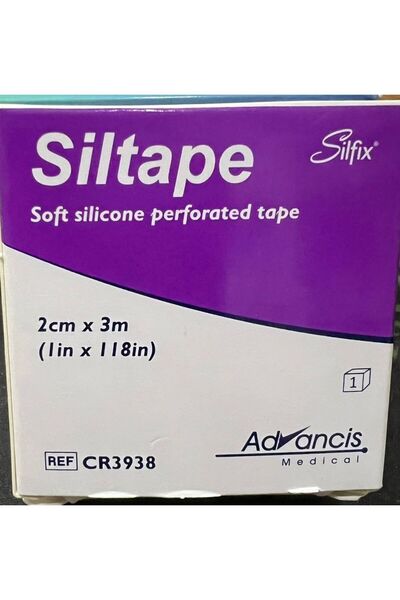 Siltape
Silfix®
Soft silicone perforated tape
2cm x 3m
(1in x 118in)
1
Advancis
Medical
REF CR3938